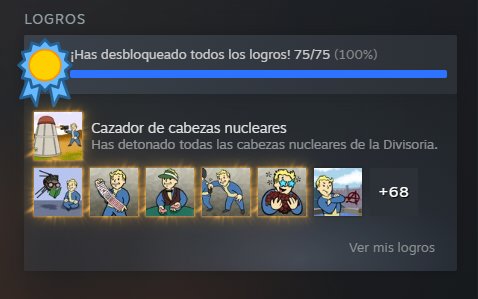 LOGROS
¡Has desbloqueado todos los logros! 75/75 (100%)
Cazador de cabezas nucleares
Has detonado todas las cabezas nucleares de la Divisoria.
+68
Ver mis logros